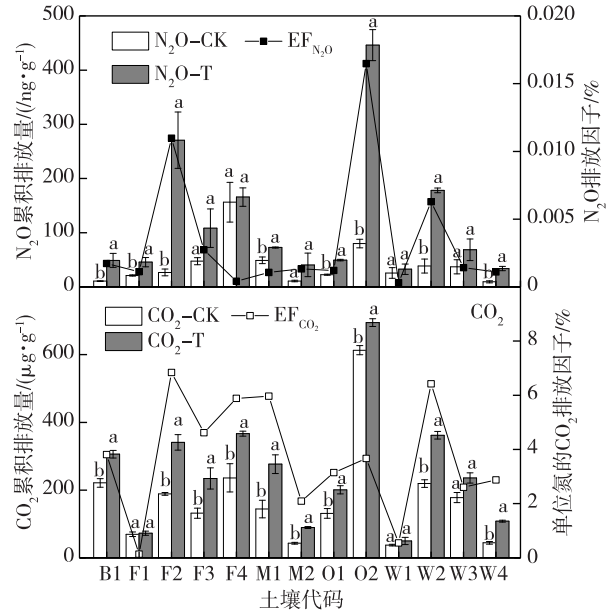 500
400
300
200
100
0
N₂O累积排放量/(/ng·g⁻¹)
N₂O-CK
N₂O-T
EF_N₂O
0.020
0.015
0.010
0.005
0.000
N₂O排放因子/%
b a b a b a b a a a b a b a b a b a a a b a b a b a
600
400
200
0
CO₂累积排放量/(μg·g⁻¹)
CO₂-CK
CO₂-T
EF_CO₂
CO₂
8
6
4
2
0
单位氮的CO₂排放因子/%
b a a a b a b a b a b a b a b a b a a a b a a a b a
B1 F1 F2 F3 F4 M1 M2 O1 O2 W1 W2 W3 W4
土壤代码